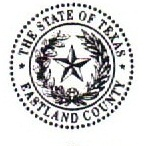 THE STATE OF TEXAS
EASTLAND COUNTY